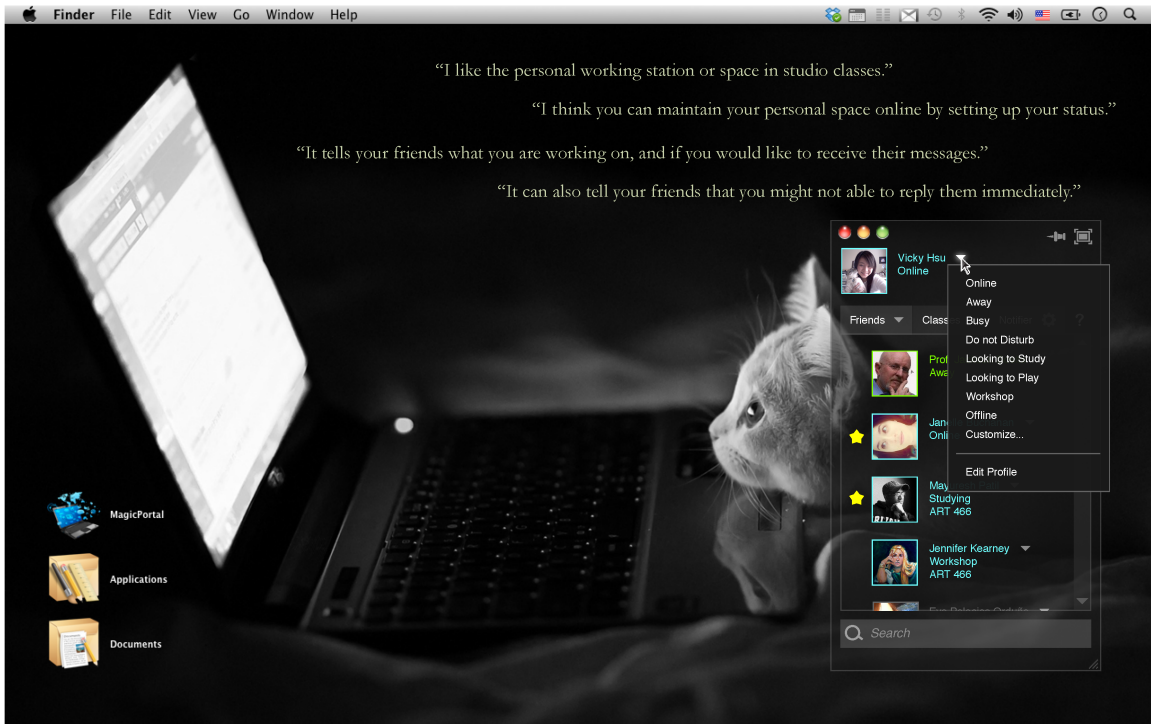 Finder File Edit View Go Window Help
“I like the personal working station or space in studio classes.”
“I think you can maintain your personal space online by setting up your status.”
“It tells your friends what you are working on, and if you would like to receive their messages.”
“It can also tell your friends that you might not able to reply them immediately.”
Vicky Hsu
Online
Online
Away
Busy
Do not Disturb
Looking to Study
Looking to Play
Workshop
Offline
Customize...
Edit Profile
Friends
?
Studying
ART 466
Jennifer Kearney
Workshop
ART 466
Search
MagicPortal
Applications
Documents